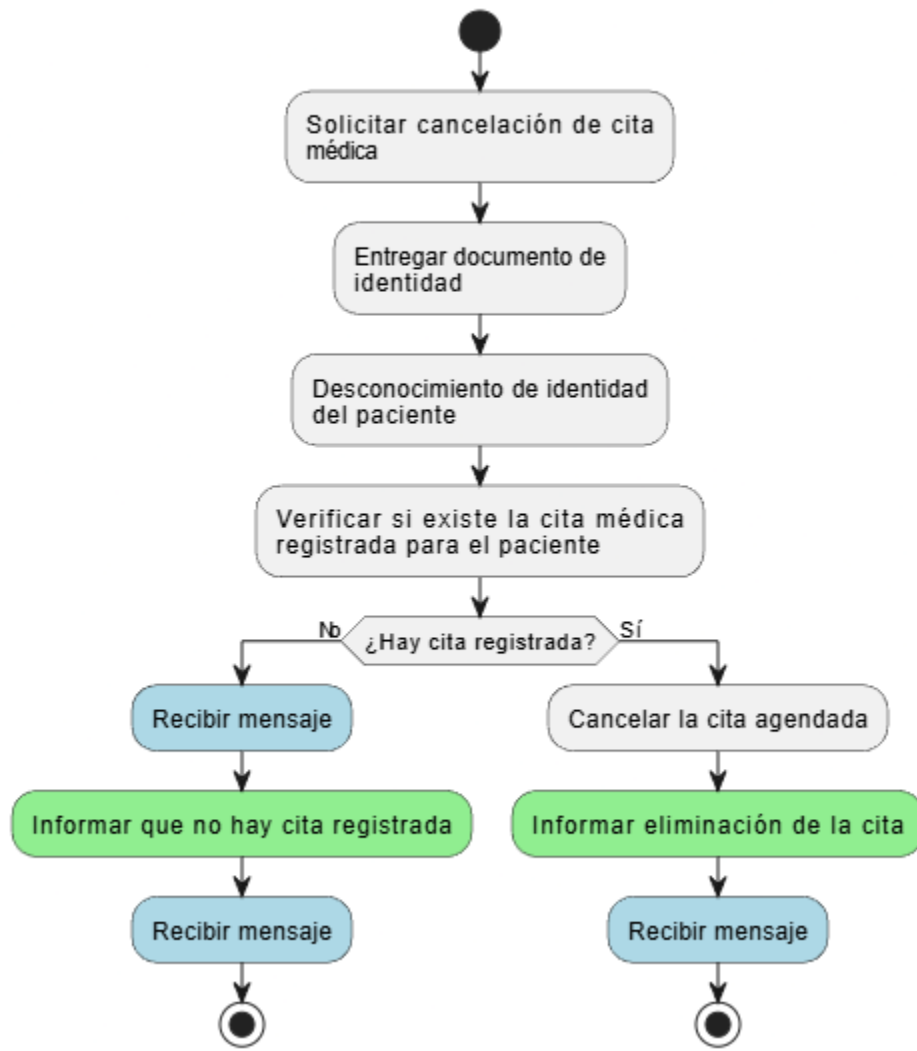 Solicitar cancelación de cita
médica
Entregar documento de
identidad
Desconocimiento de identidad
del paciente
Verificar si existe la cita médica
registrada para el paciente
No
¿Hay cita registrada?
Sí
Recibir mensaje
Cancelar la cita agendada
Informar que no hay cita registrada
Informar eliminación de la cita
Recibir mensaje
Recibir mensaje